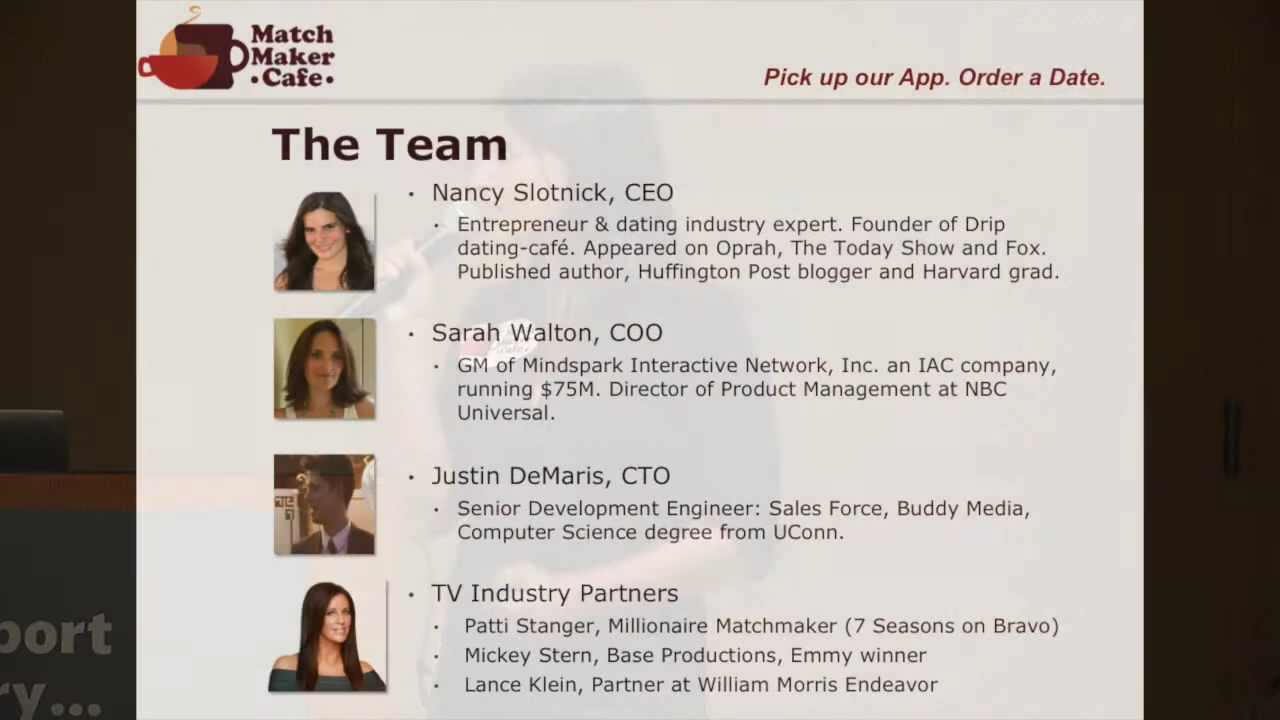 Match
Maker
•Cafe•
Pick up our App. Order a Date.
The Team
• Nancy Slotnick, CEO
• Entrepreneur & dating industry expert. Founder of Drip
dating-café. Appeared on Oprah, The Today Show and Fox.
Published author, Huffington Post blogger and Harvard grad.
• Sarah Walton, COO
• GM of Mindspark Interactive Network, Inc. an IAC company,
running $75M. Director of Product Management at NBC
Universal.
• Justin DeMaris, CTO
• Senior Development Engineer: Sales Force, Buddy Media,
Computer Science degree from UConn.
• TV Industry Partners
• Patti Stanger, Millionaire Matchmaker (7 Seasons on Bravo)
• Mickey Stern, Base Productions, Emmy winner
• Lance Klein, Partner at William Morris Endeavor
port
ry...